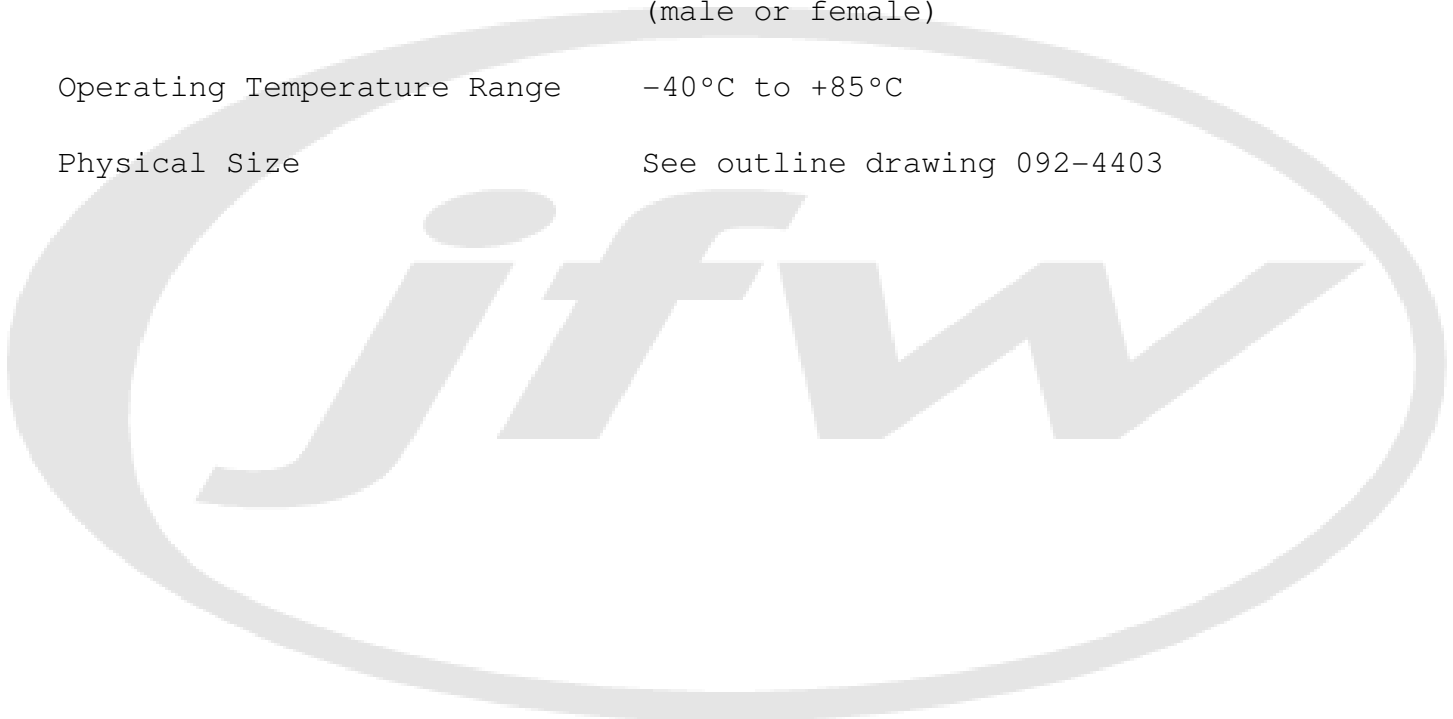 (male or female)
Operating Temperature Range -40°C to +85°C
Physical Size See outline drawing 092-4403
jfw